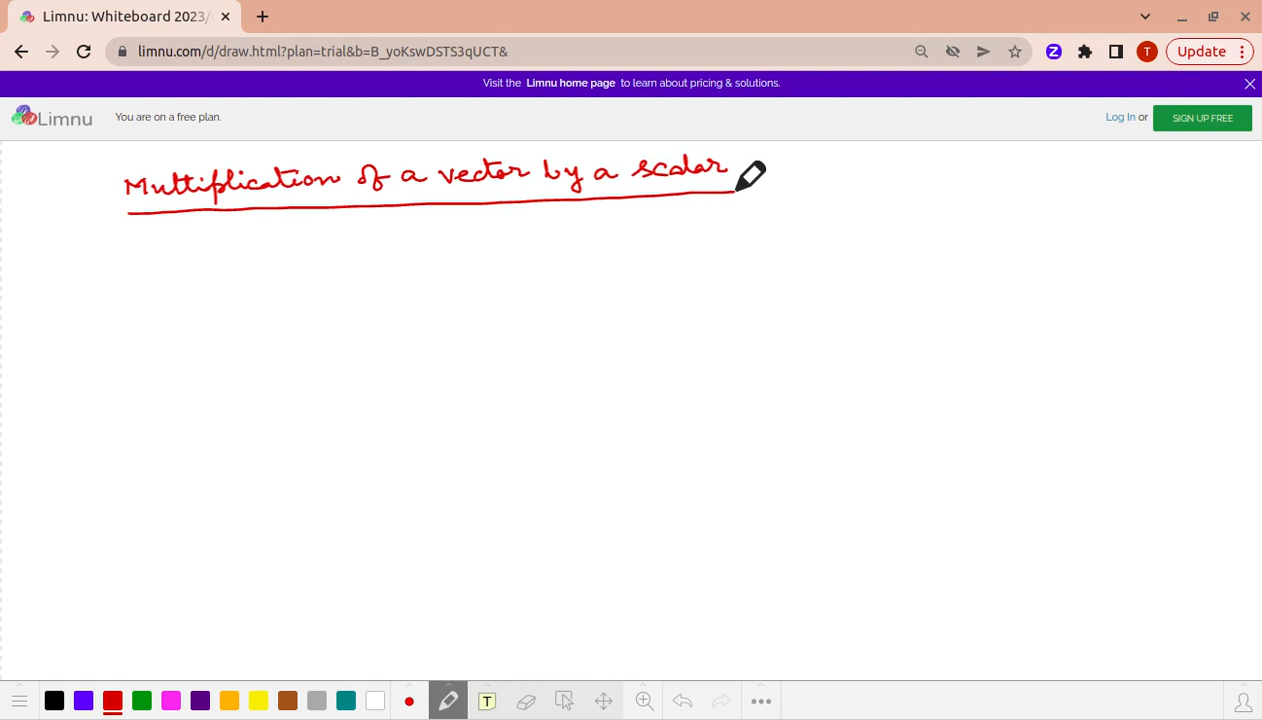 Limnu: Whiteboard 2023/
limnu.com/d/draw.html?plan=trial&b=B_yoKswDSTS3qUCT&
Z
T
Update
Visit the Limnu home page to learn about pricing & solutions.
Limnu
You are on a free plan.
Log In or
SIGN UP FREE
Multiplication of a vector by a scalar
T